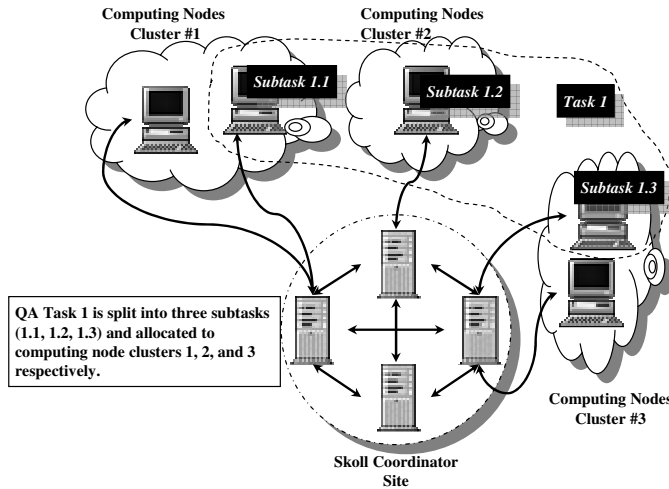 Computing Nodes
Cluster #1
Computing Nodes
Cluster #2
Subtask 1.1
Subtask 1.2
Task 1
Subtask 1.3
QA Task 1 is split into three subtasks
(1.1, 1.2, 1.3) and allocated to
computing node clusters 1, 2, and 3
respectively.
Computing Nodes
Cluster #3
Skoll Coordinator
Site